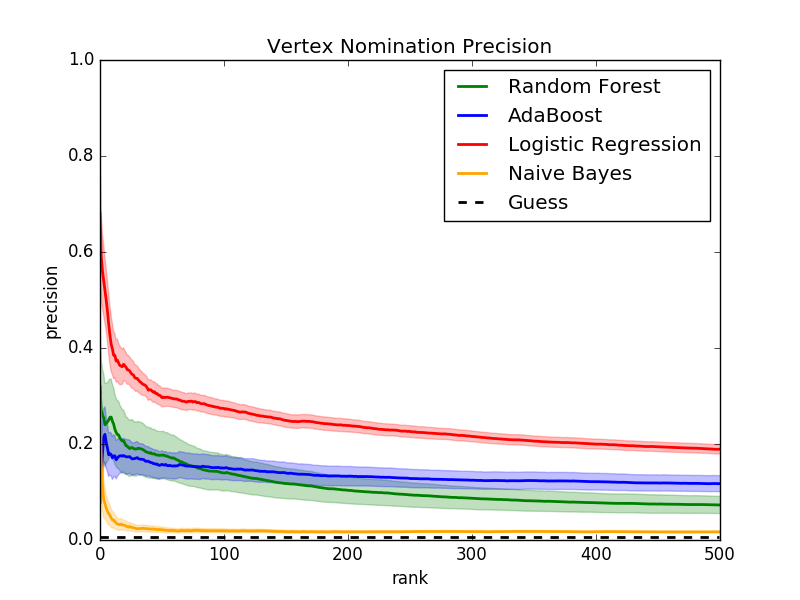 Vertex Nomination Precision
1.0
0.8
0.6
0.4
0.2
0.0
precision
Random Forest
AdaBoost
Logistic Regression
Naive Bayes
Guess
0 100 200 300 400 500
rank